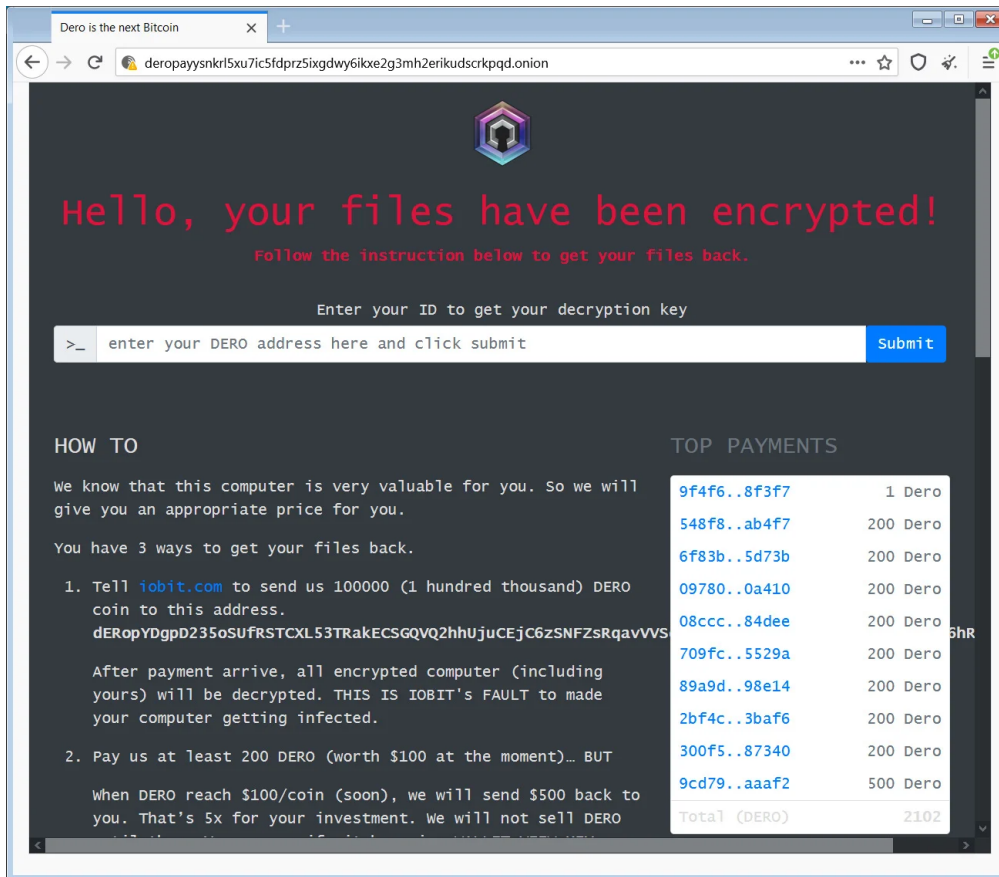 Dero is the next Bitcoin
deropayysnkrl5xu7ic5fdprz5ixgdwy6ikxe2g3mh2erikudscrkpqd.onion
Hello, your files have been encrypted!
Follow the instruction below to get your files back.
Enter your ID to get your decryption key
>_ enter your DERO address here and click submit Submit
HOW TO
We know that this computer is very valuable for you. So we will
give you an appropriate price for you.
You have 3 ways to get your files back.
1. Tell iobit.com to send us 100000 (1 hundred thousand) DERO
coin to this address.
dERopYDgpD235oSUfRSTCXL53TRakECSGQVQ2hhUjuCEjC6zSNFZsRqavVVS
6hR
After payment arrive, all encrypted computer (including
yours) will be decrypted. THIS IS IOBIT's FAULT to made
your computer getting infected.
2. Pay us at least 200 DERO (worth $100 at the moment)… BUT
When DERO reach $100/coin (soon), we will send $500 back to
you. That's 5x for your investment. We will not sell DERO
TOP PAYMENTS
9f4f6..8f3f7 1 Dero
548f8..ab4f7 200 Dero
6f83b..5d73b 200 Dero
09780..0a410 200 Dero
08ccc..84dee 200 Dero
709fc..5529a 200 Dero
89a9d..98e14 200 Dero
2bf4c..3baf6 200 Dero
300f5..87340 200 Dero
9cd79..aaaf2 500 Dero
Total (DERO) 2102